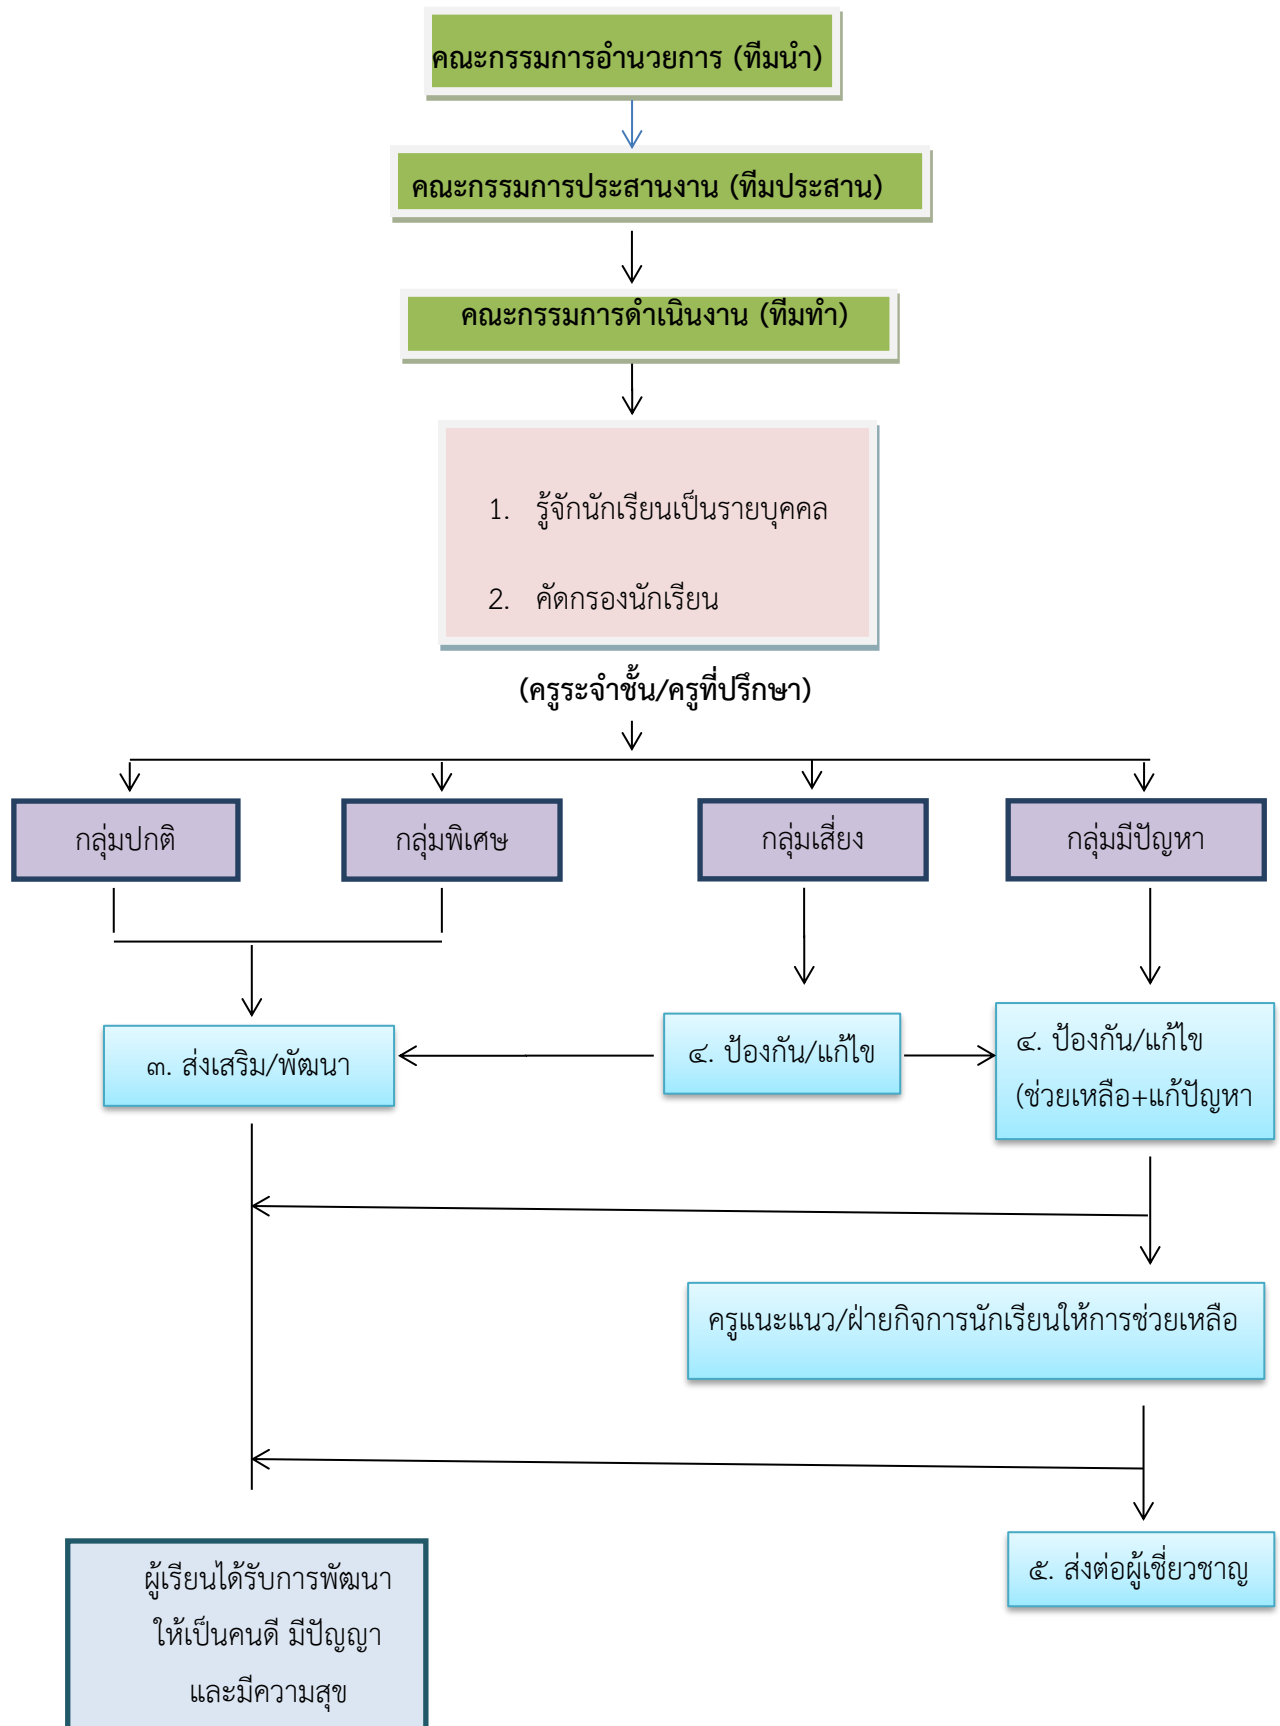 คณะกรรมการอำนวยการ (ทีมนำ)
คณะกรรมการประสานงาน (ทีมประสาน)
คณะกรรมการดำเนินงาน (ทีมทำ)
1. รู้จักนักเรียนเป็นรายบุคคล
2. คัดกรองนักเรียน
(ครูระจำชั้น/ครูที่ปรึกษา)
กลุ่มปกติ
กลุ่มพิเศษ
กลุ่มเสี่ยง
กลุ่มมีปัญหา
๓. ส่งเสริม/พัฒนา
๔. ป้องกัน/แก้ไข
๔. ป้องกัน/แก้ไข
(ช่วยเหลือ+แก้ปัญหา
ครูแนะแนว/ฝ่ายกิจการนักเรียนให้การช่วยเหลือ
๕. ส่งต่อผู้เชี่ยวชาญ
ผู้เรียนได้รับการพัฒนา
ให้เป็นคนดี มีปัญญา
และมีความสุข